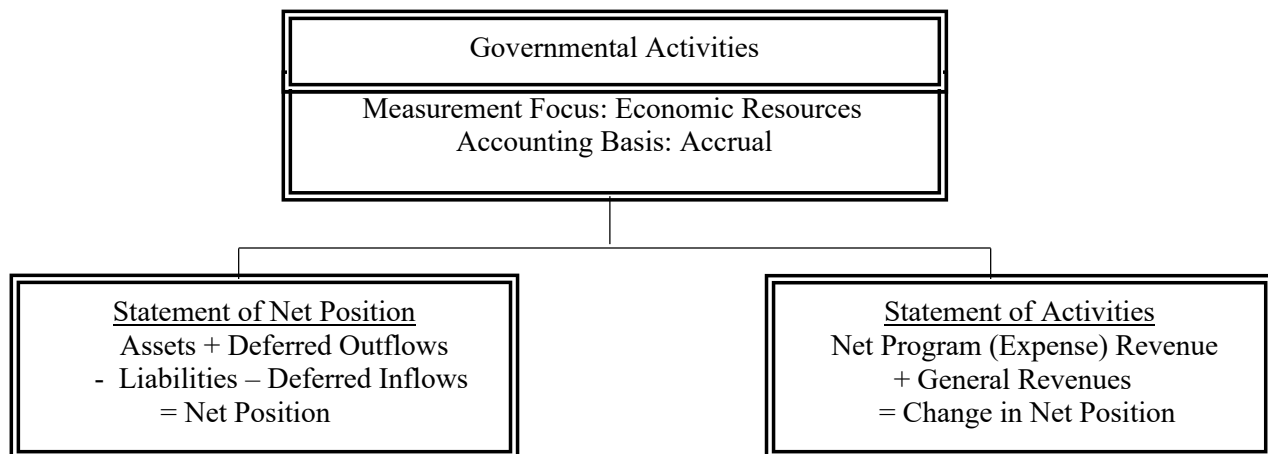 Governmental Activities
Measurement Focus: Economic Resources
Accounting Basis: Accrual
Statement of Net Position
Assets + Deferred Outflows
- Liabilities – Deferred Inflows
= Net Position
Statement of Activities
Net Program (Expense) Revenue
+ General Revenues
= Change in Net Position